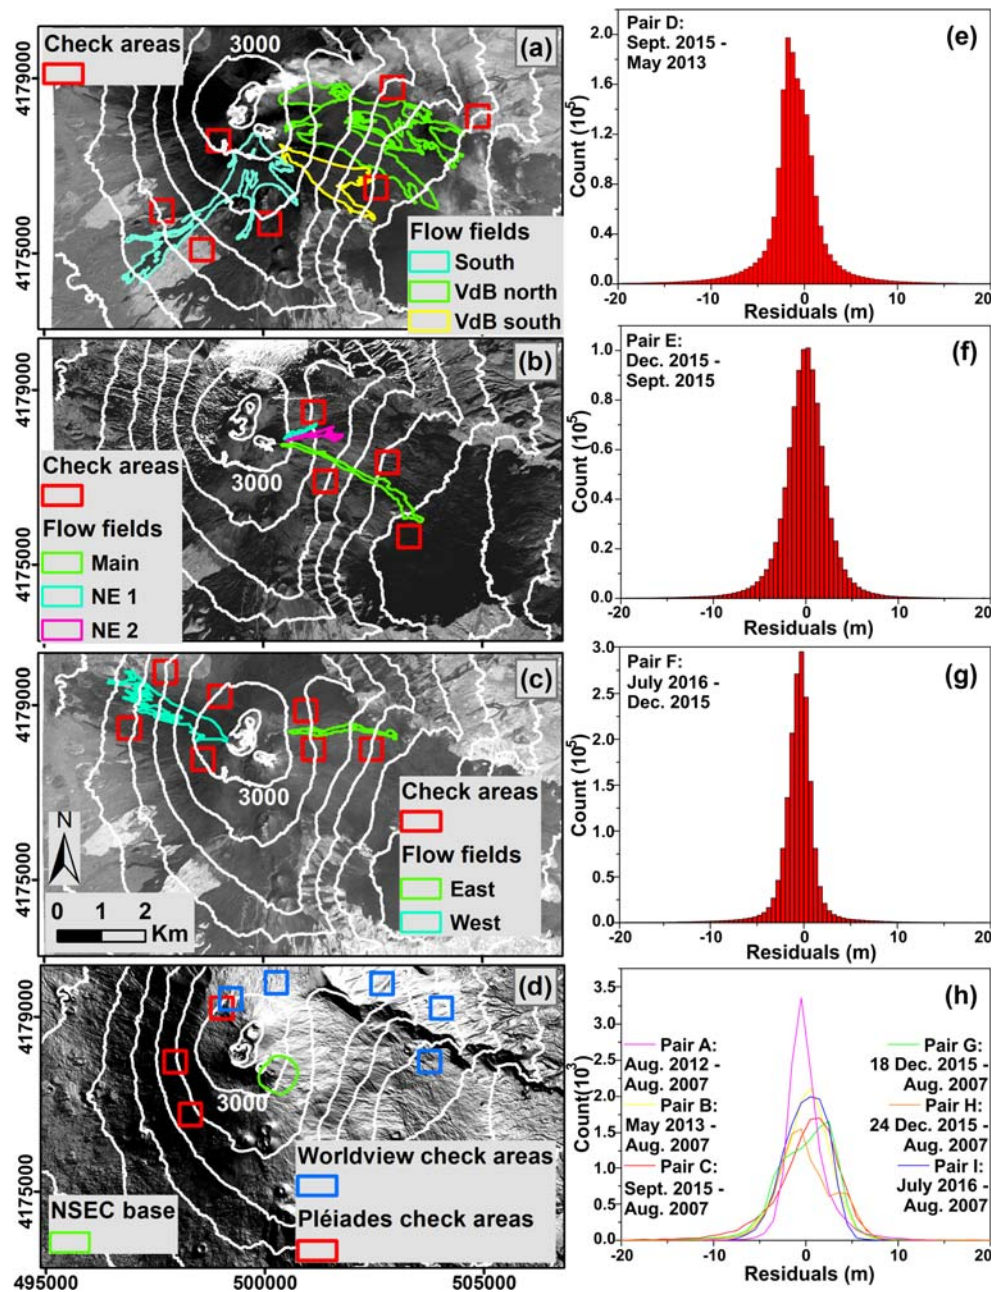 (a)
Check areas
3000
4179000
4175000
Flow fields
South
VdB north
VdB south
(b)
3000
4179000
4175000
Check areas
Flow fields
Main
NE 1
NE 2
(c)
3000
4179000
4175000
N
0 1 2
Km
Check areas
Flow fields
East
West
(d)
3000
4179000
4175000
NSEC base
Worldview check areas
Pléiades check areas
495000 500000 505000
(e)
Pair D:
Sept. 2015 -
May 2013
Count (10⁵)
2.0
1.6
1.2
0.8
0.4
0.0
-20 -10 0 10 20
Residuals (m)
(f)
Pair E:
Dec. 2015 -
Sept. 2015
Count (10⁵)
1.0
0.8
0.6
0.4
0.2
0.0
-20 -10 0 10 20
Residuals (m)
(g)
Pair F:
July 2016 -
Dec. 2015
Count (10⁵)
3.0
2.5
2.0
1.5
1.0
0.5
0.0
-20 -10 0 10 20
Residuals (m)
(h)
Count(10³)
3.5
3.0
2.5
2.0
1.5
1.0
0.5
0.0
Pair A:
Aug. 2012 -
Aug. 2007
Pair B:
May 2013 -
Aug. 2007
Pair C:
Sept. 2015 -
Aug. 2007
Pair G:
18 Dec. 2015 -
Aug. 2007
Pair H:
24 Dec. 2015 -
Aug. 2007
Pair I:
July 2016 -
Aug. 2007
-20 -10 0 10 20
Residuals (m)